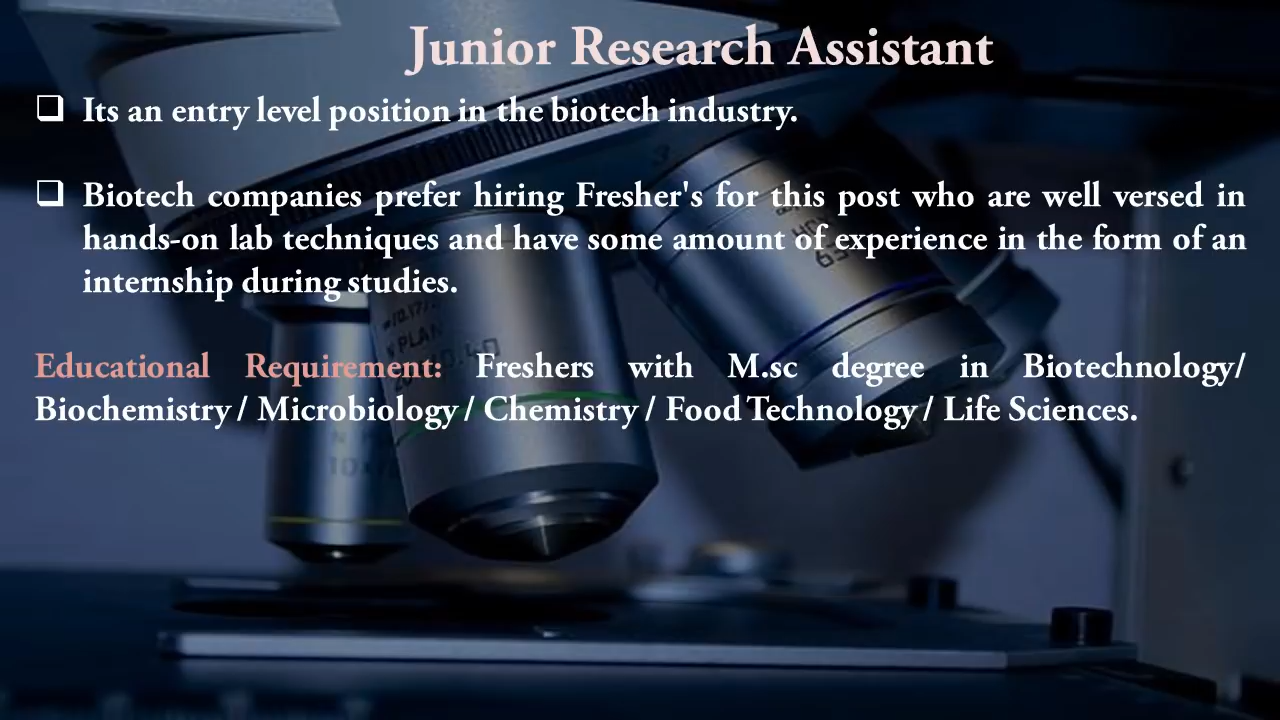 Junior Research Assistant
❑ Its an entry level position in the biotech industry.
❑ Biotech companies prefer hiring Fresher's for this post who are well versed in
hands-on lab techniques and have some amount of experience in the form of an
internship during studies.
Educational Requirement: Freshers with M.sc degree in Biotechnology/
Biochemistry / Microbiology / Chemistry / Food Technology / Life Sciences.